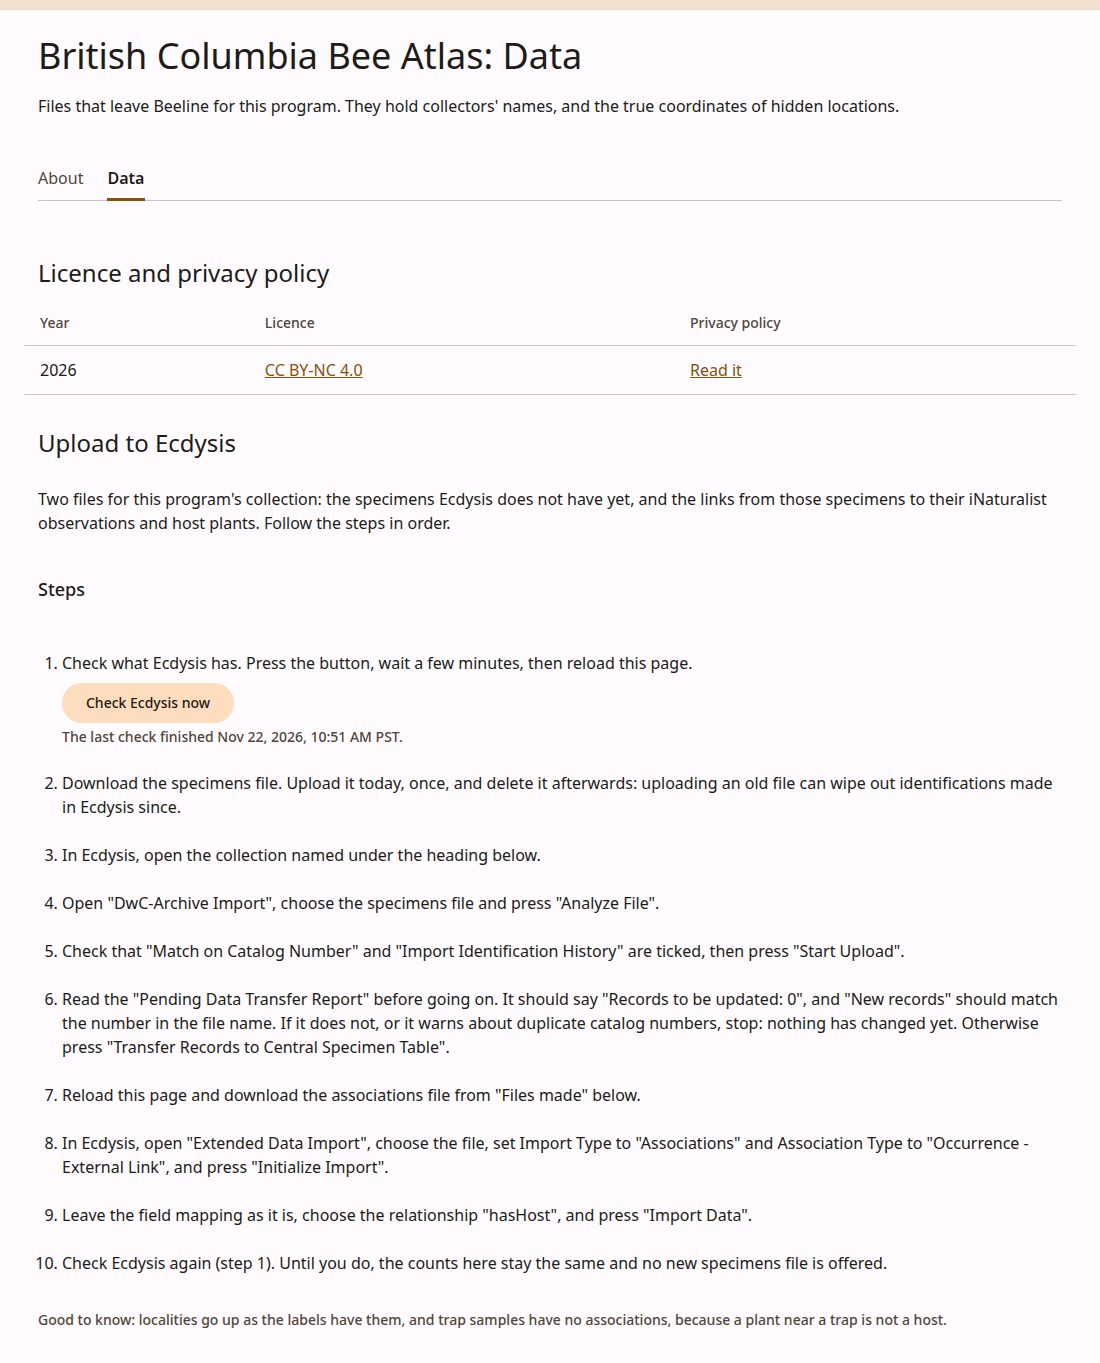 British Columbia Bee Atlas: Data
Files that leave Beeline for this program. They hold collectors' names, and the true coordinates of hidden locations.
About Data
Licence and privacy policy
Year Licence Privacy policy
2026 CC BY-NC 4.0 Read it
Upload to Ecdysis
Two files for this program's collection: the specimens Ecdysis does not have yet, and the links from those specimens to their iNaturalist
observations and host plants. Follow the steps in order.
Steps
1. Check what Ecdysis has. Press the button, wait a few minutes, then reload this page.
Check Ecdysis now
The last check finished Nov 22, 2026, 10:51 AM PST.
2. Download the specimens file. Upload it today, once, and delete it afterwards: uploading an old file can wipe out identifications made
in Ecdysis since.
3. In Ecdysis, open the collection named under the heading below.
4. Open "DwC-Archive Import", choose the specimens file and press "Analyze File".
5. Check that "Match on Catalog Number" and "Import Identification History" are ticked, then press "Start Upload".
6. Read the "Pending Data Transfer Report" before going on. It should say "Records to be updated: 0", and "New records" should match
the number in the file name. If it does not, or it warns about duplicate catalog numbers, stop: nothing has changed yet. Otherwise
press "Transfer Records to Central Specimen Table".
7. Reload this page and download the associations file from "Files made" below.
8. In Ecdysis, open "Extended Data Import", choose the file, set Import Type to "Associations" and Association Type to "Occurrence -
External Link", and press "Initialize Import".
9. Leave the field mapping as it is, choose the relationship "hasHost", and press "Import Data".
10. Check Ecdysis again (step 1). Until you do, the counts here stay the same and no new specimens file is offered.
Good to know: localities go up as the labels have them, and trap samples have no associations, because a plant near a trap is not a host.